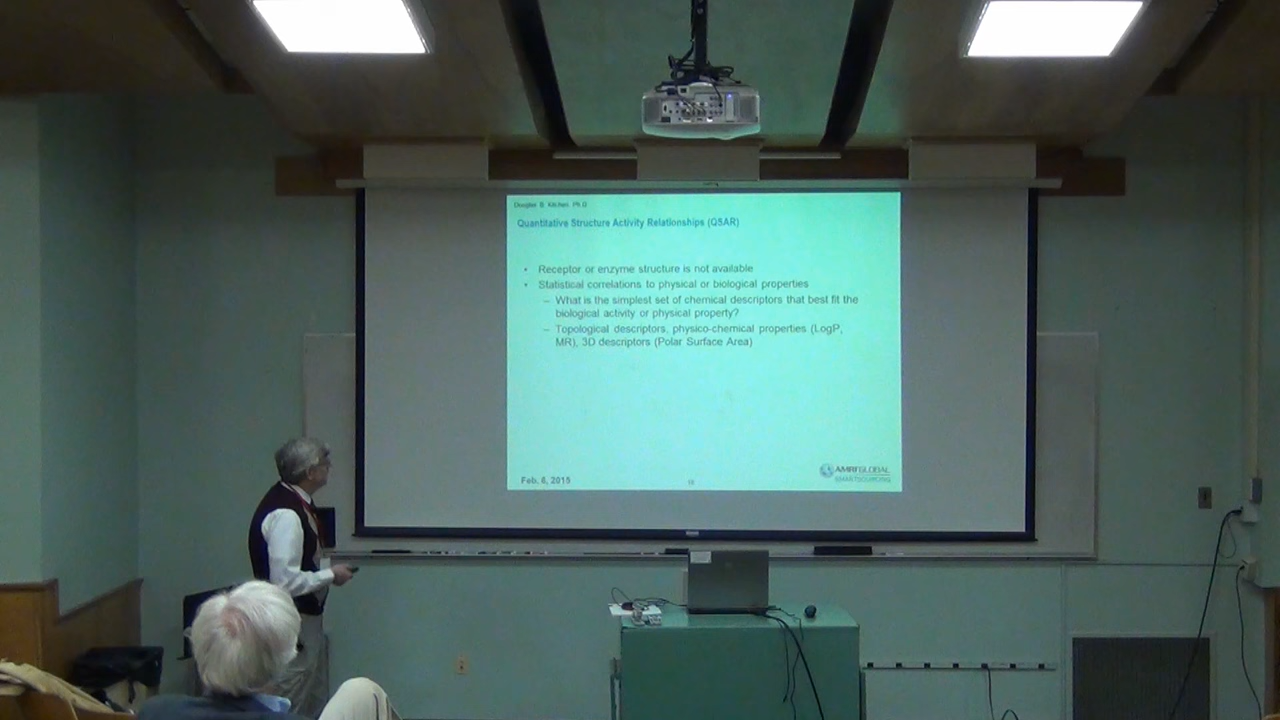 Douglas B. Kitchen, Ph.D
Quantitative Structure Activity Relationships (QSAR)
• Receptor or enzyme structure is not available
• Statistical correlations to physical or biological properties
– What is the simplest set of chemical descriptors that best fit the
biological activity or physical property?
– Topological descriptors, physico-chemical properties (LogP,
MR), 3D descriptors (Polar Surface Area)
Feb. 6, 2015
AMRI GLOBAL
SMARTSOURCING